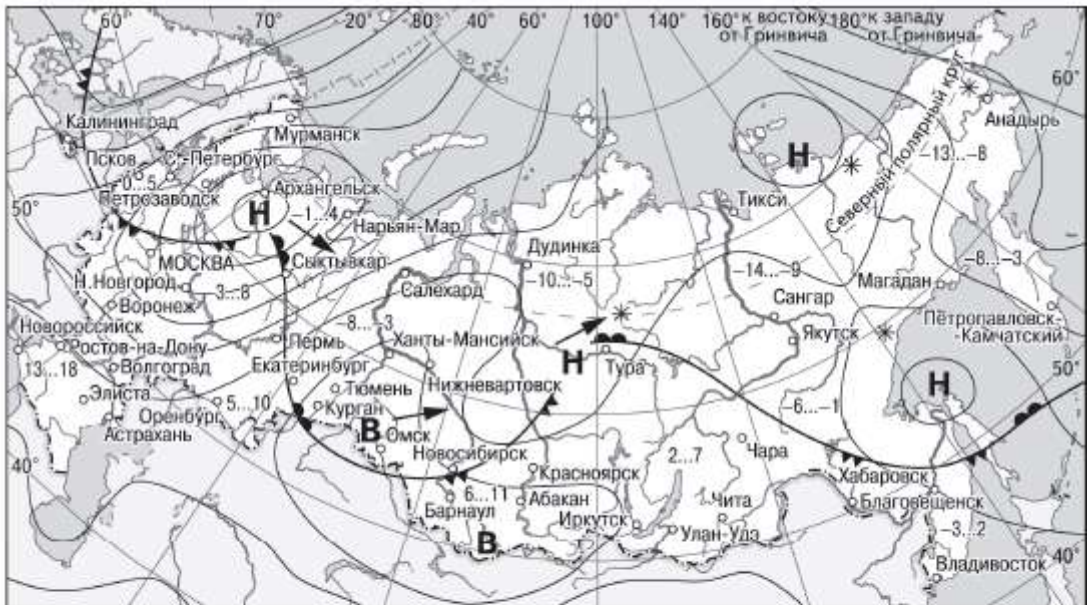 60° 70° 20° 30° 40° 60° 80° 100° 140° 160° к востоку от Гринвича 180° к западу от Гринвича
60°
Северный полярный круг
Анадырь
Калининград
Мурманск
Н
−13...−8
Псков
С.-Петербург
0...5
Петрозаводск
Архангельск
Тикси
50°
Н
−1...4
Нарьян-Мар
Дудинка
МОСКВА
Сыктывкар
−10...−5
−14...−9
−8...−3
Н.Новгород
3...8
Салехард
Сангар
Магадан
Воронеж
Петропавловск-
-Камчатский
Новороссийск
−8...−3
Ханты-Мансийск
Якутск
Ростов-на-Дону
Пермь
Н
Тура
50°
13...18
Волгоград
Екатеринбург
Нижневартовск
Н
Элиста
Тюмень
−6...−1
Оренбург
5...10
Курган
Астрахань
В
Омск
Чара
40°
Новосибирск
Красноярск
2...7
Хабаровск
6...11
Барнаул
Абакан
Чита
Благовещенск
Иркутск
Улан-Удэ
−3...2
В
40°
Владивосток